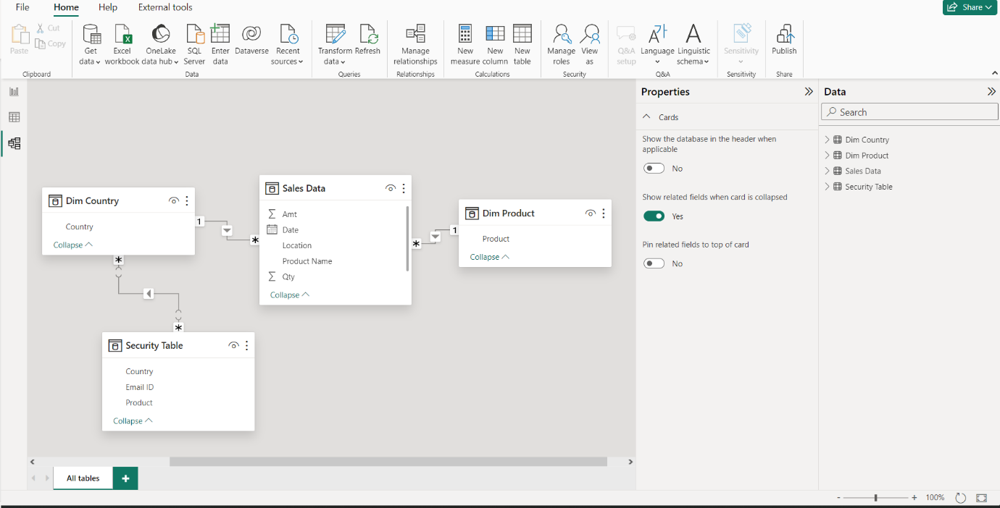 File Home Help External tools Share
Paste Cut
Copy
Get data
Excel workbook
OneLake data hub
SQL Server
Enter data
Dataverse
Recent sources
Transform data
Refresh
Manage relationships
New measure
New column
New table
Manage roles
View as
Q&A setup
Language
Linguistic schema
Sensitivity
Publish
Clipboard Data Queries Relationships Calculations Security Q&A Sensitivity Share
Dim Country
Country
Collapse
1
*
Sales Data
Amt
Date
Location
Product Name
Qty
Collapse
*
1
Dim Product
Product
Collapse
*
*
Security Table
Country
Email ID
Product
Collapse
Properties
Cards
Show the database in the header when
applicable
No
Show related fields when card is collapsed
Yes
Pin related fields to top of card
No
Data
Search
Dim Country
Dim Product
Sales Data
Security Table
All tables +
- + 100%